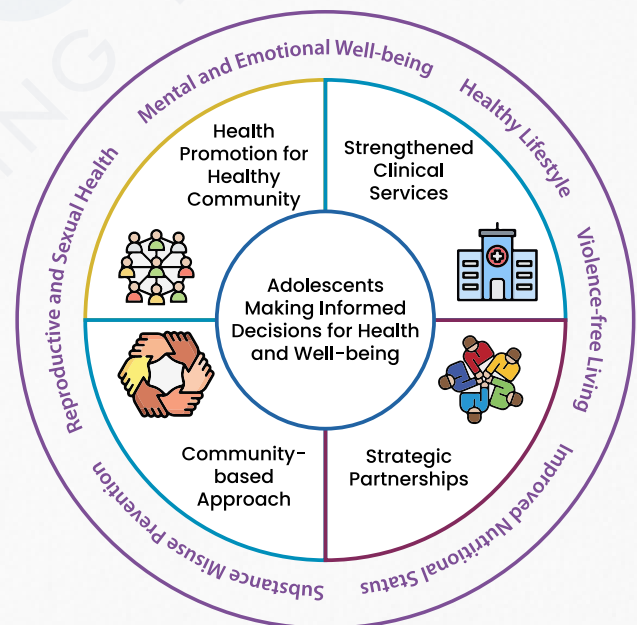 Mental and Emotional Well-being
Healthy Lifestyle
Violence-free Living
Improved Nutritional Status
Substance Misuse Prevention
Reproductive and Sexual Health
Health
Promotion for
Healthy
Community
Strengthened
Clinical
Services
Adolescents
Making Informed
Decisions for Health
and Well-being
Community-
based
Approach
Strategic
Partnerships
ING